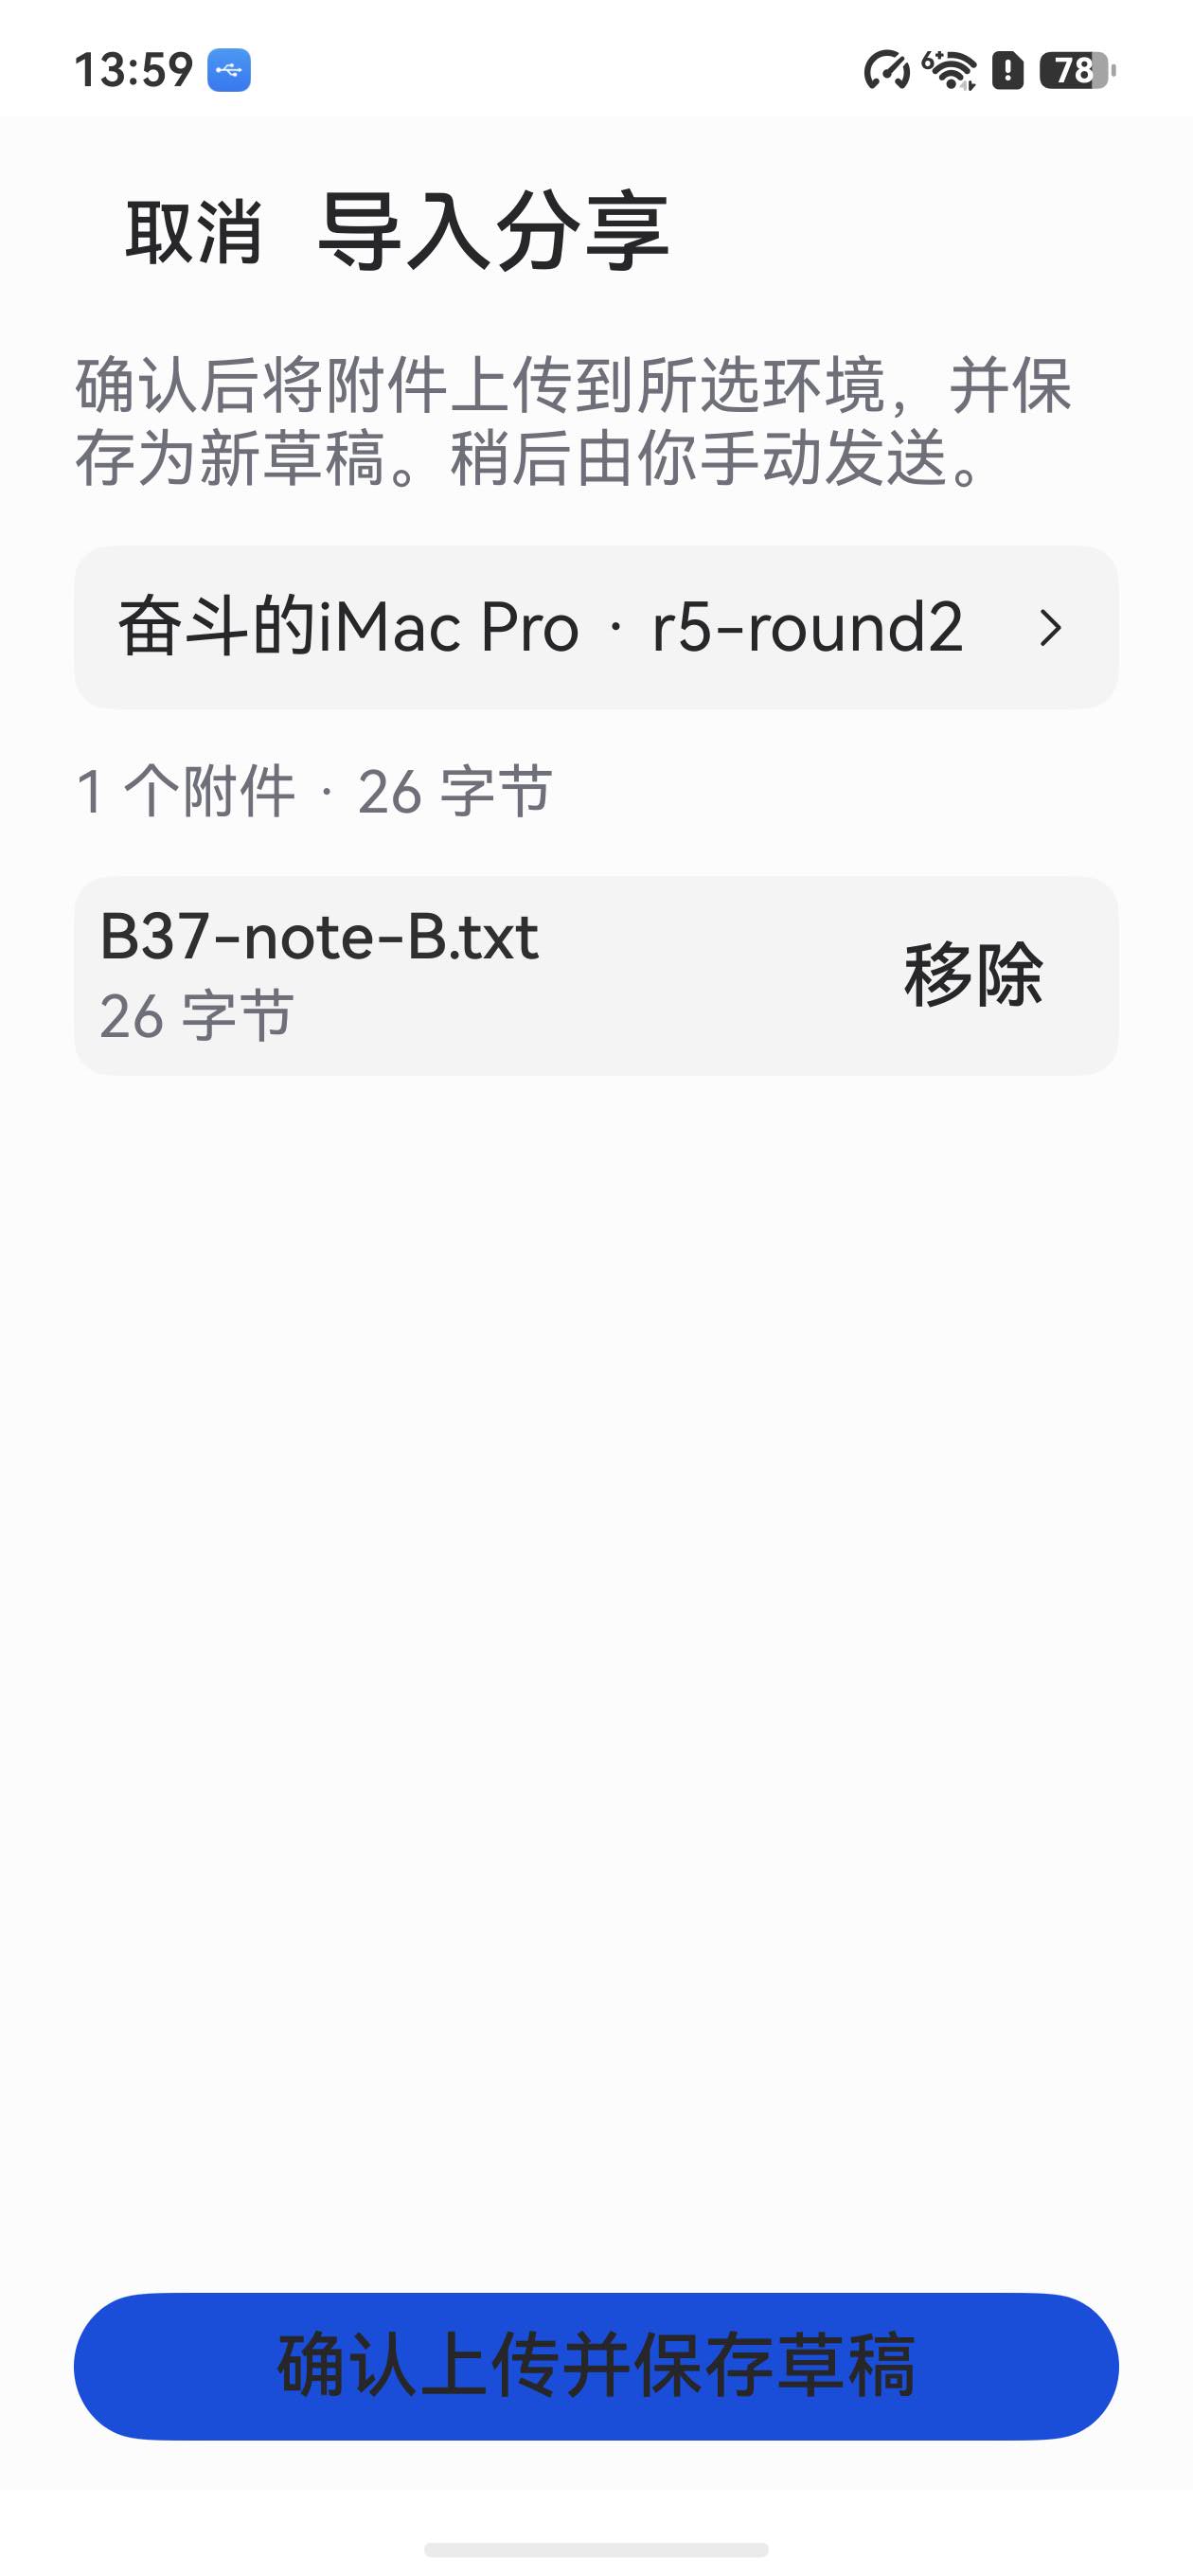 13:59
6+
78
取消 导入分享
确认后将附件上传到所选环境，并保
存为新草稿。稍后由你手动发送。
奋斗的iMac Pro · r5-round2
1 个附件 · 26 字节
B37-note-B.txt
26 字节
移除
确认上传并保存草稿